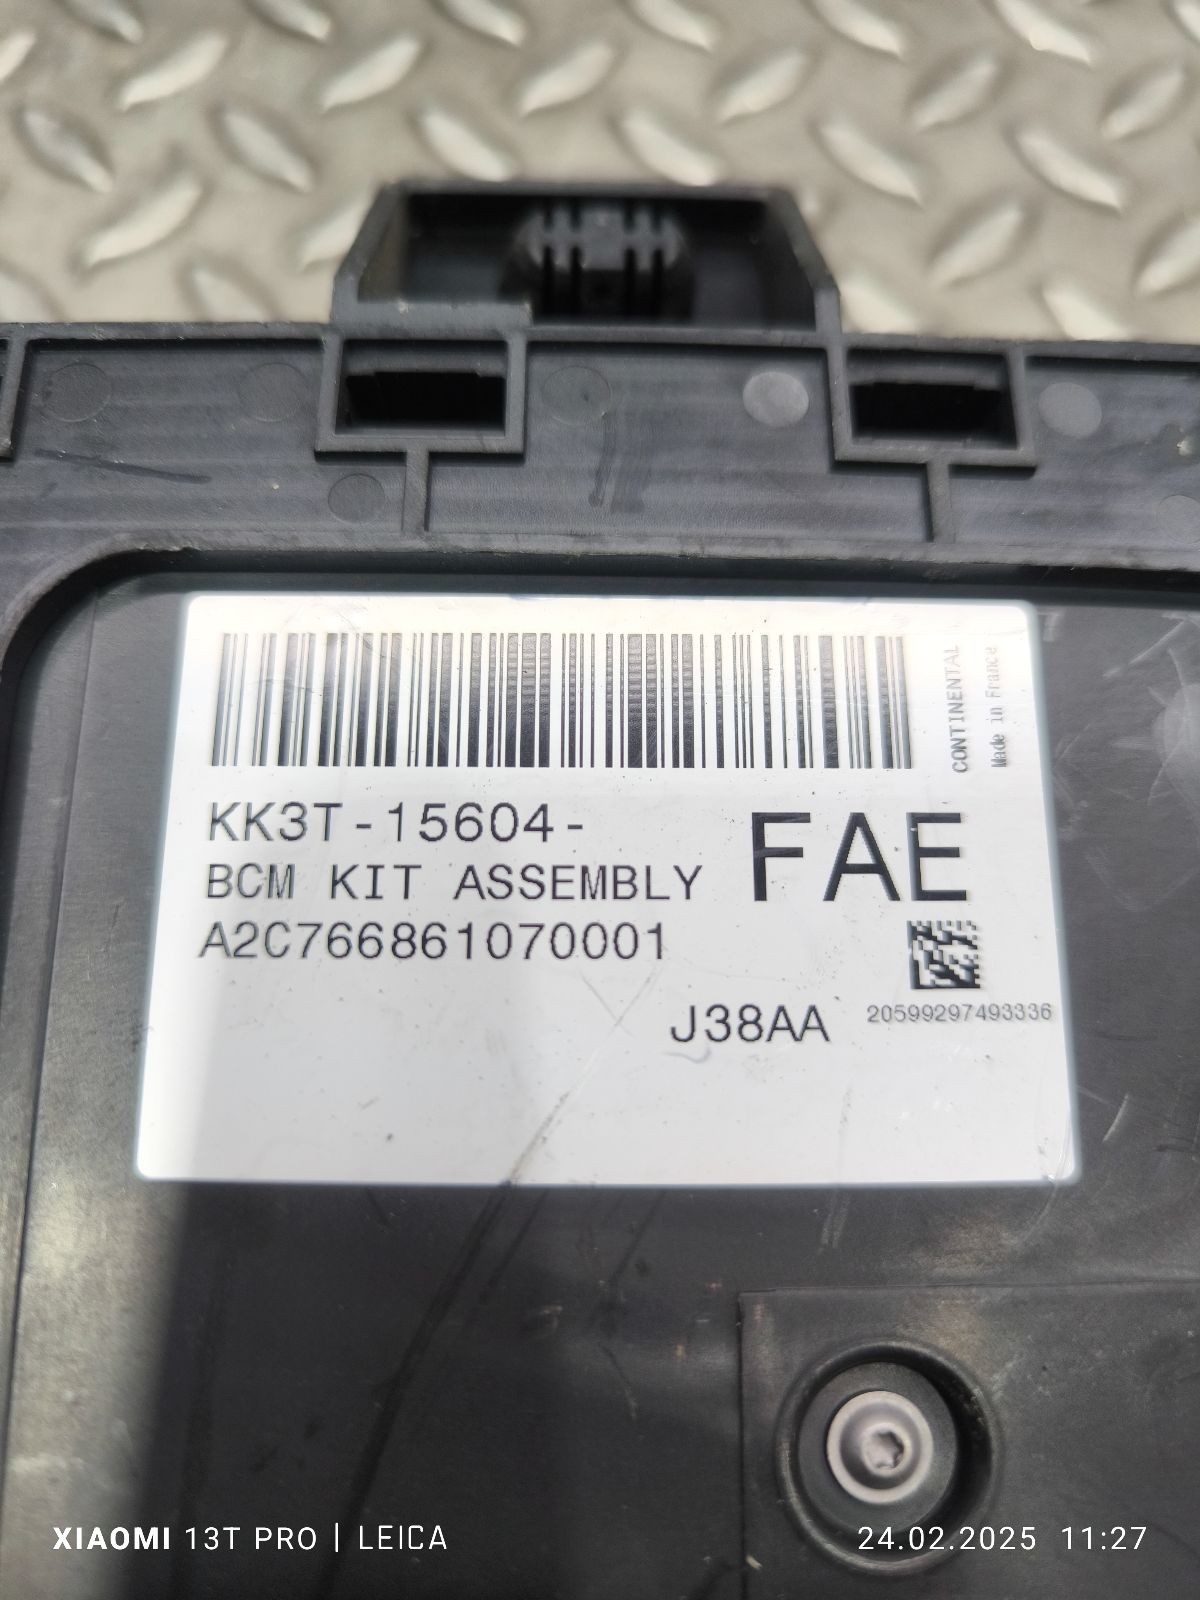 CONTINENTAL
Made in France
KK3T-15604-
FAE
BCM KIT ASSEMBLY
A2C766861070001
J38AA
20599297493336
XIAOMI 13T PRO | LEICA
24.02.2025 11:27